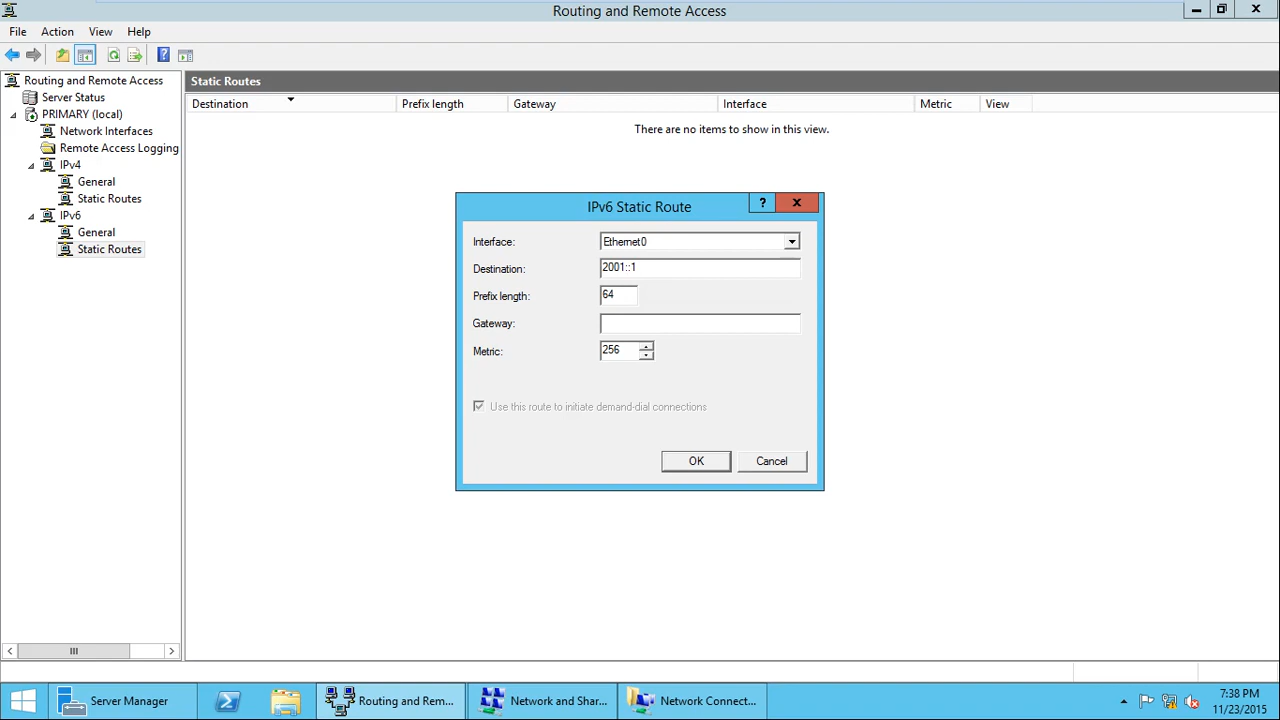 Routing and Remote Access
File Action View Help
Routing and Remote Access
Server Status
PRIMARY (local)
Network Interfaces
Remote Access Logging
IPv4
General
Static Routes
IPv6
General
Static Routes
Static Routes
Destination Prefix length Gateway Interface Metric View
There are no items to show in this view.
IPv6 Static Route
?
Interface: Ethernet0
Destination: 2001::1
Prefix length: 64
Gateway:
Metric: 256
Use this route to initiate demand-dial connections
OK Cancel
Server Manager Routing and Rem... Network and Shar... Network Connect...
7:38 PM
11/23/2015